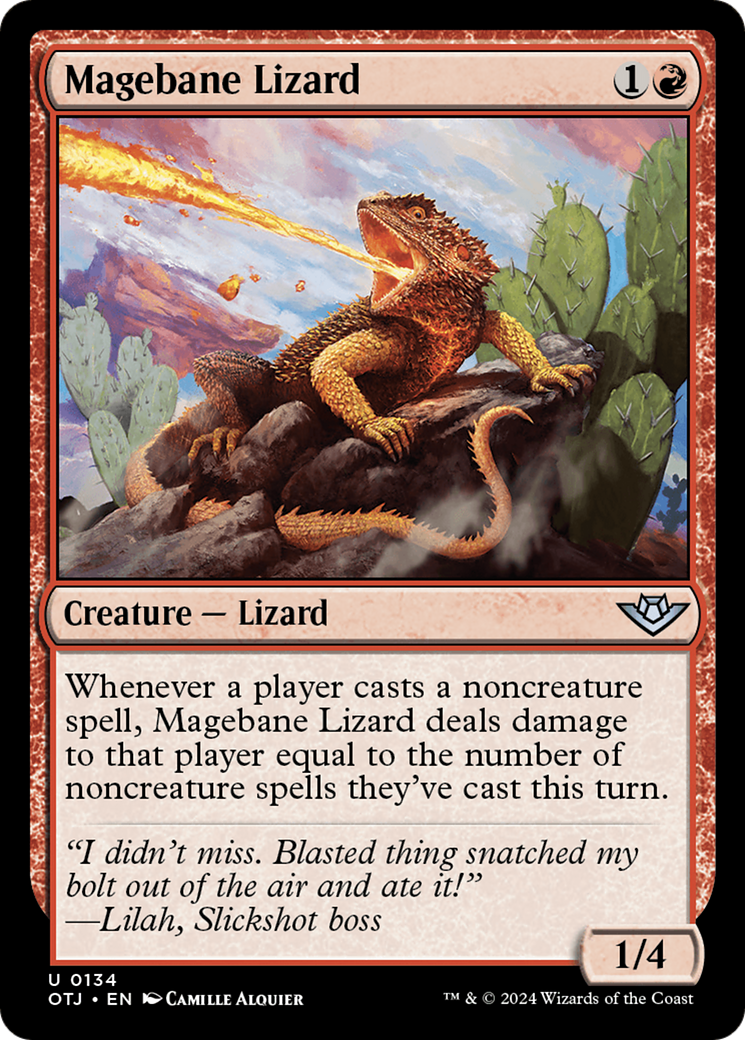 Magebane Lizard 1
Creature — Lizard
Whenever a player casts a noncreature
spell, Magebane Lizard deals damage
to that player equal to the number of
noncreature spells they’ve cast this turn.
“I didn’t miss. Blasted thing snatched my
bolt out of the air and ate it!”
—Lilah, Slickshot boss
1/4
U 0134
OTJ • EN Camille Alquier
™ & © 2024 Wizards of the Coast